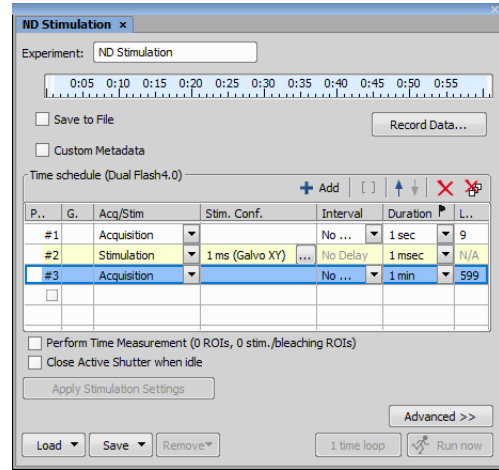 ND Stimulation ×
Experiment: ND Stimulation
0:05 0:10 0:15 0:20 0:25 0:30 0:35 0:40 0:45 0:50 0:55
Save to File
Record Data...
Custom Metadata
Time schedule (Dual Flash4.0)
Add
P.. G. Acq/Stim Stim. Conf. Interval Duration L..
#1 Acquisition No ... 1 sec 9
#2 Stimulation 1 ms (Galvo XY) ... No Delay 1 msec N/A
#3 Acquisition No ... 1 min 599
Perform Time Measurement (0 ROIs, 0 stim./bleaching ROIs)
Close Active Shutter when idle
Apply Stimulation Settings
Advanced >>
Load Save Remove 1 time loop Run now